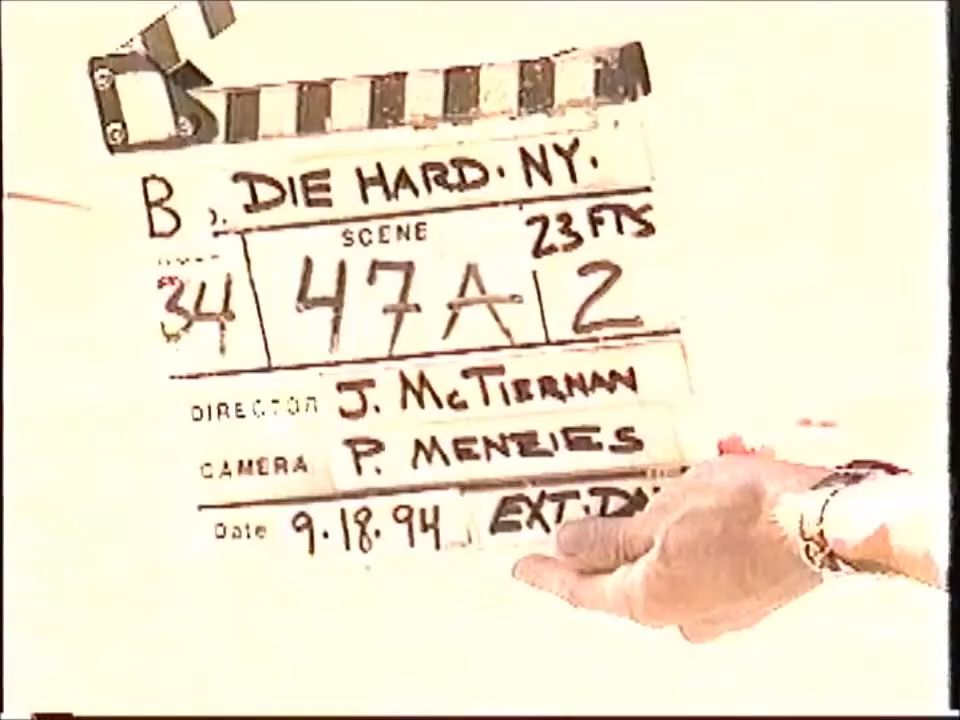 B DIE HARD. NY.
SCENE 23 FTS
34 47A 2
DIRECTOR J. McTIERNAN
CAMERA P. MENZIES
Date 9.18.94 EXT.